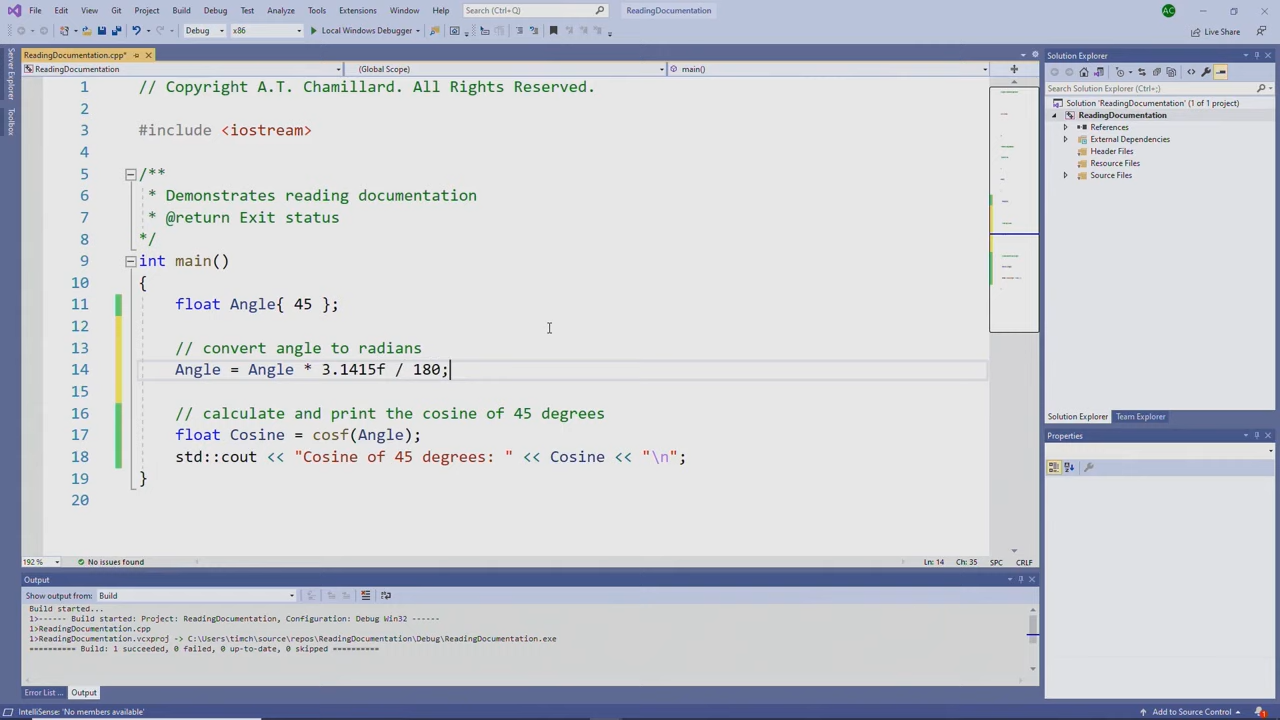 File Edit View Git Project Build Debug Test Analyze Tools Extensions Window Help Search (Ctrl+Q) ReadingDocumentation AC
Debug x86 Local Windows Debugger Live Share
Server Explorer
Toolbox
ReadingDocumentation.cpp*
ReadingDocumentation (Global Scope) main()
1 // Copyright A.T. Chamillard. All Rights Reserved.
2
3 #include <iostream>
4
5 /**
6 * Demonstrates reading documentation
7 * @return Exit status
8 */
9 int main()
10 {
11 float Angle{ 45 };
12
13 // convert angle to radians
14 Angle = Angle * 3.1415f / 180;
15
16 // calculate and print the cosine of 45 degrees
17 float Cosine = cosf(Angle);
18 std::cout << "Cosine of 45 degrees: " << Cosine << "\n";
19 }
20
192 % No issues found Ln: 14 Ch: 35 SPC CRLF
Output
Show output from: Build
Build started...
1>------ Build started: Project: ReadingDocumentation, Configuration: Debug Win32 ------
1>ReadingDocumentation.cpp
1>ReadingDocumentation.vcxproj -> C:\Users\timch\source\repos\ReadingDocumentation\Debug\ReadingDocumentation.exe
========== Build: 1 succeeded, 0 failed, 0 up-to-date, 0 skipped ==========
Error List ... Output
Solution Explorer
Search Solution Explorer (Ctrl+;)
Solution 'ReadingDocumentation' (1 of 1 project)
ReadingDocumentation
References
External Dependencies
Header Files
Resource Files
Source Files
Solution Explorer Team Explorer
Properties
IntelliSense: 'No members available' Add to Source Control 1